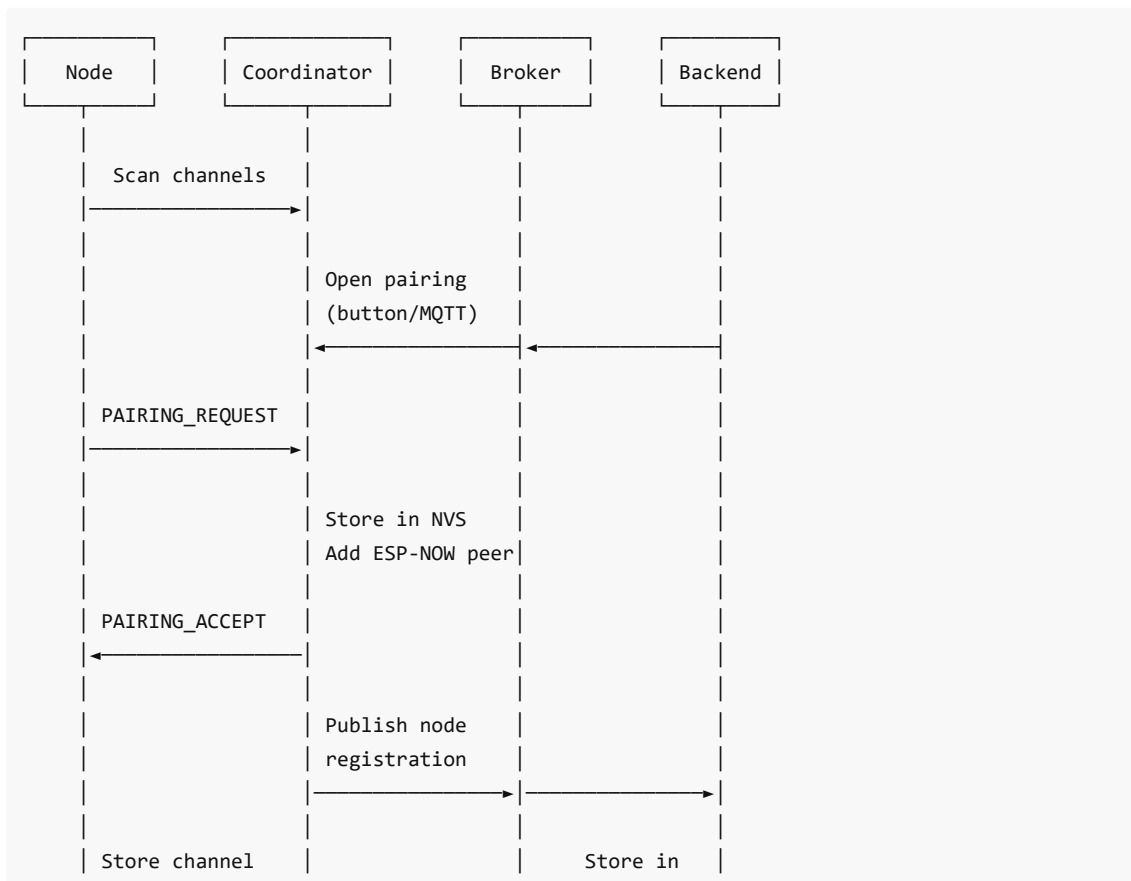 Node Coordinator Broker Backend
Scan channels
Open pairing
(button/MQTT)
PAIRING_REQUEST
Store in NVS
Add ESP-NOW peer
PAIRING_ACCEPT
Publish node
registration
Store channel Store in